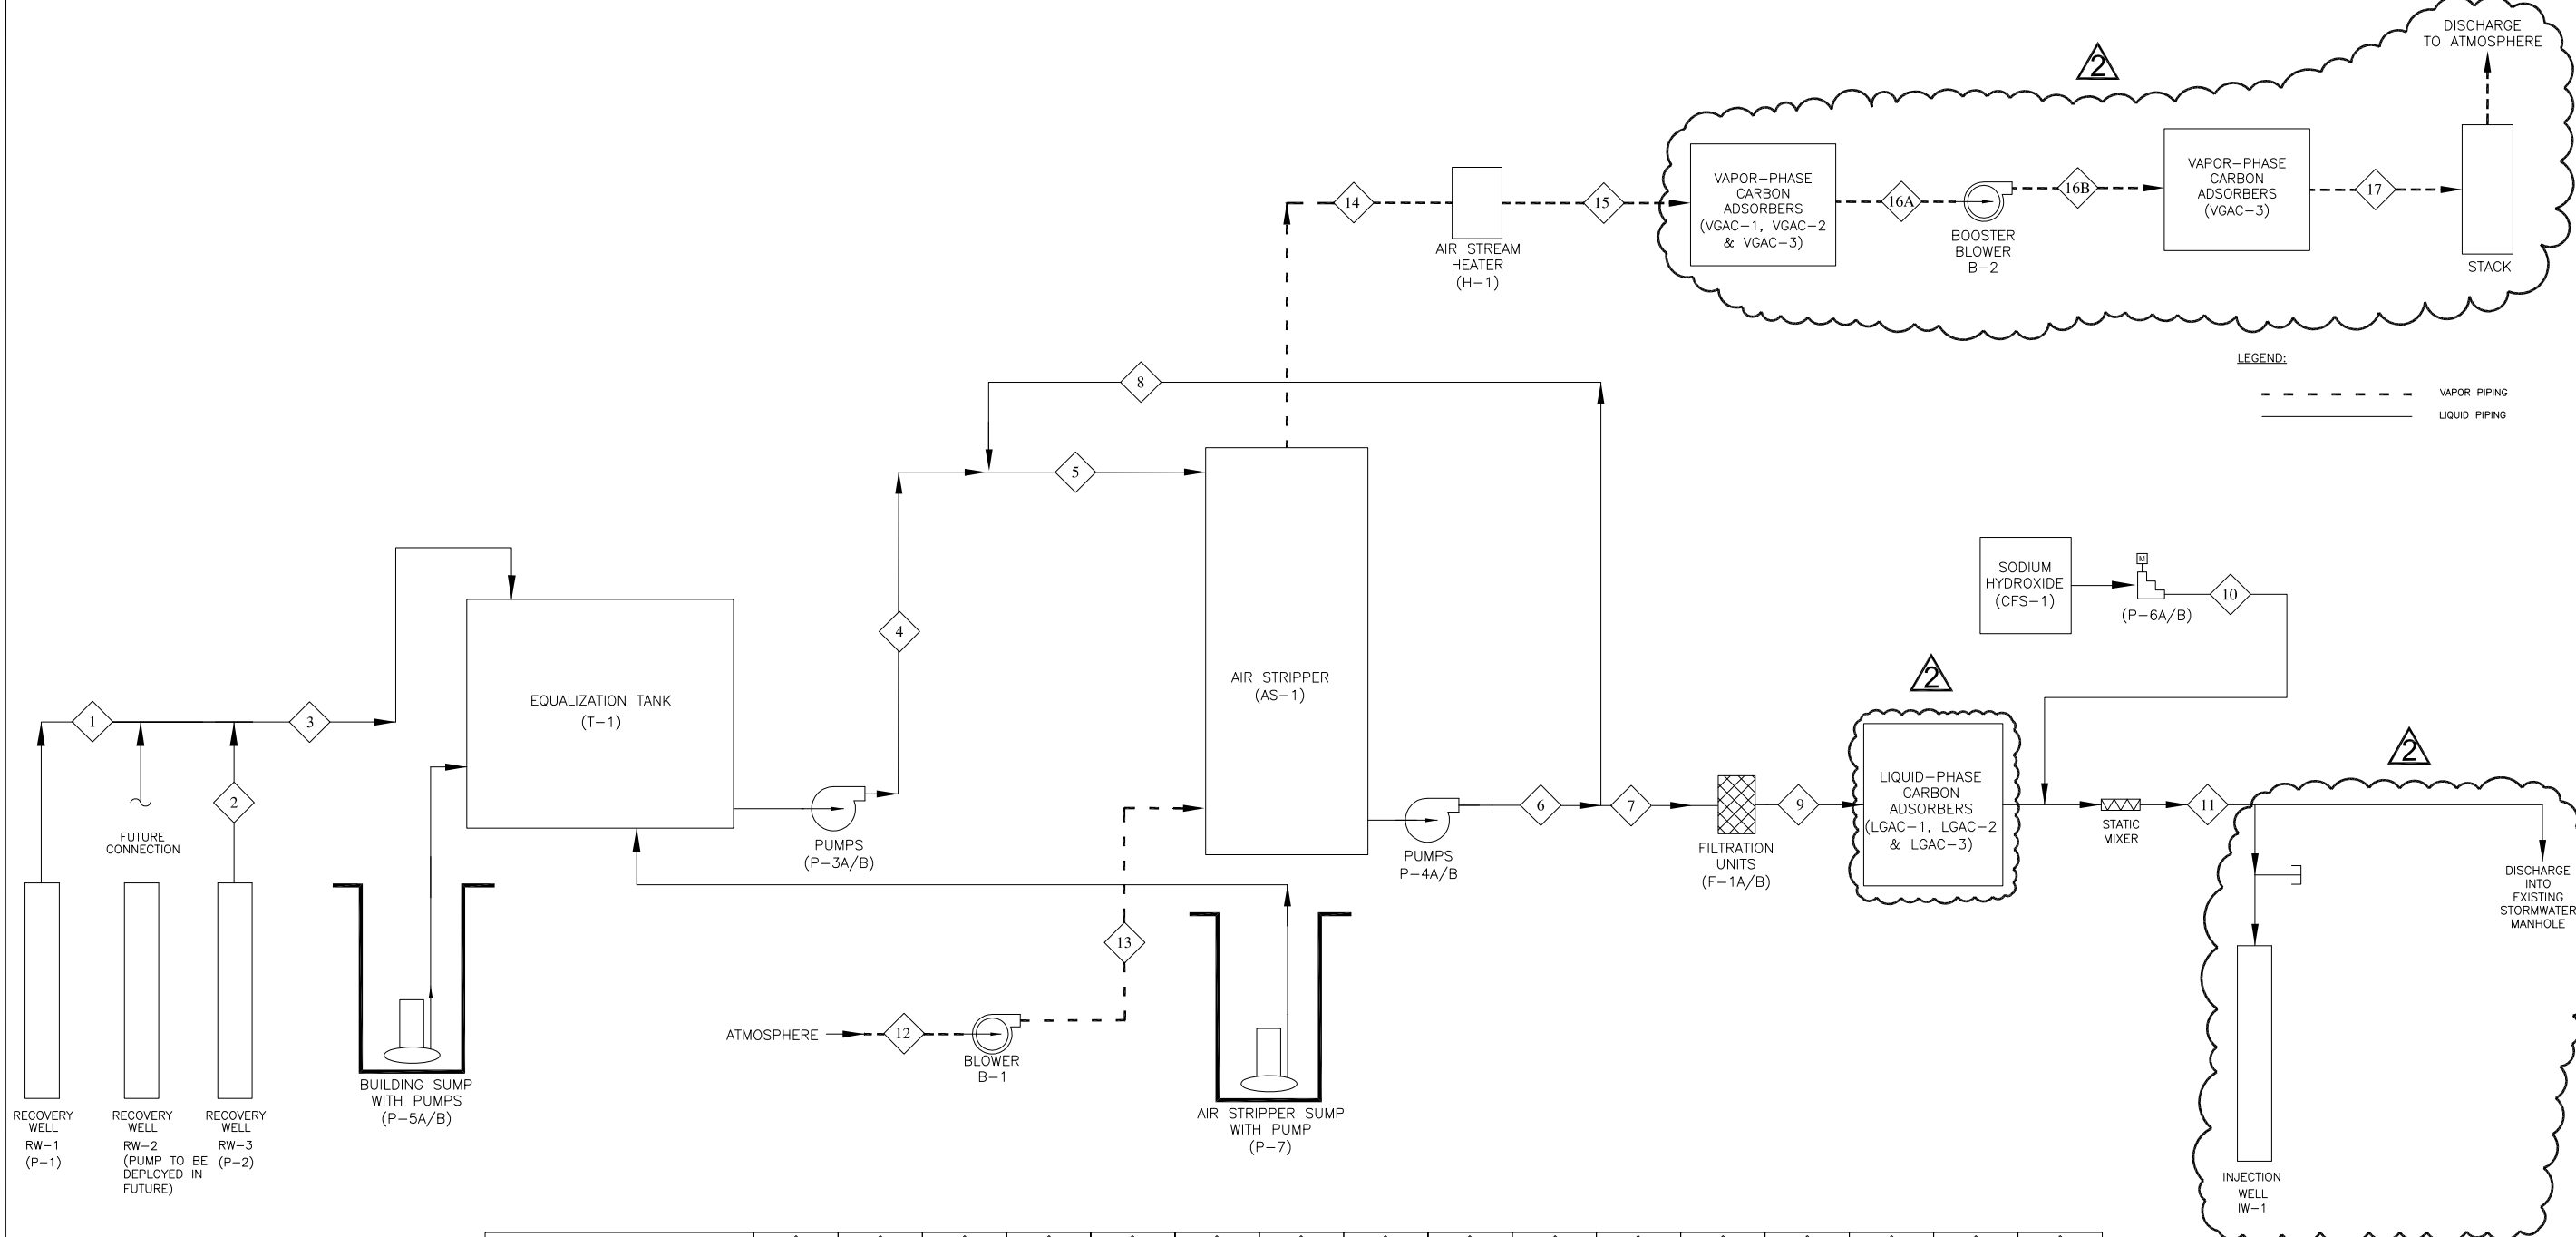 DISCHARGE
TO ATMOSPHERE
2
VAPOR-PHASE
CARBON
ADSORBERS
(VGAC-1, VGAC-2
& VGAC-3)
16A
BOOSTER
BLOWER
B-2
16B
VAPOR-PHASE
CARBON
ADSORBERS
(VGAC-3)
17
STACK
14
AIR STREAM
HEATER
(H-1)
15
LEGEND:
VAPOR PIPING
LIQUID PIPING
8
5
4
EQUALIZATION TANK
(T-1)
AIR STRIPPER
(AS-1)
SODIUM
HYDROXIDE
(CFS-1)
M
(P-6A/B)
10
1
3
2
FUTURE
CONNECTION
PUMPS
(P-3A/B)
PUMPS
P-4A/B
6
7
FILTRATION
UNITS
(F-1A/B)
9
2
LIQUID-PHASE
CARBON
ADSORBERS
(LGAC-1, LGAC-2
& LGAC-3)
STATIC
MIXER
11
2
DISCHARGE
INTO
EXISTING
STORMWATER
MANHOLE
13
ATMOSPHERE
12
BLOWER
B-1
RECOVERY
WELL
RW-1
(P-1)
RECOVERY
WELL
RW-2
(PUMP TO BE
DEPLOYED IN
FUTURE)
RECOVERY
WELL
RW-3
(P-2)
BUILDING SUMP
WITH PUMPS
(P-5A/B)
AIR STRIPPER SUMP
WITH PUMP
(P-7)
INJECTION
WELL
IW-1